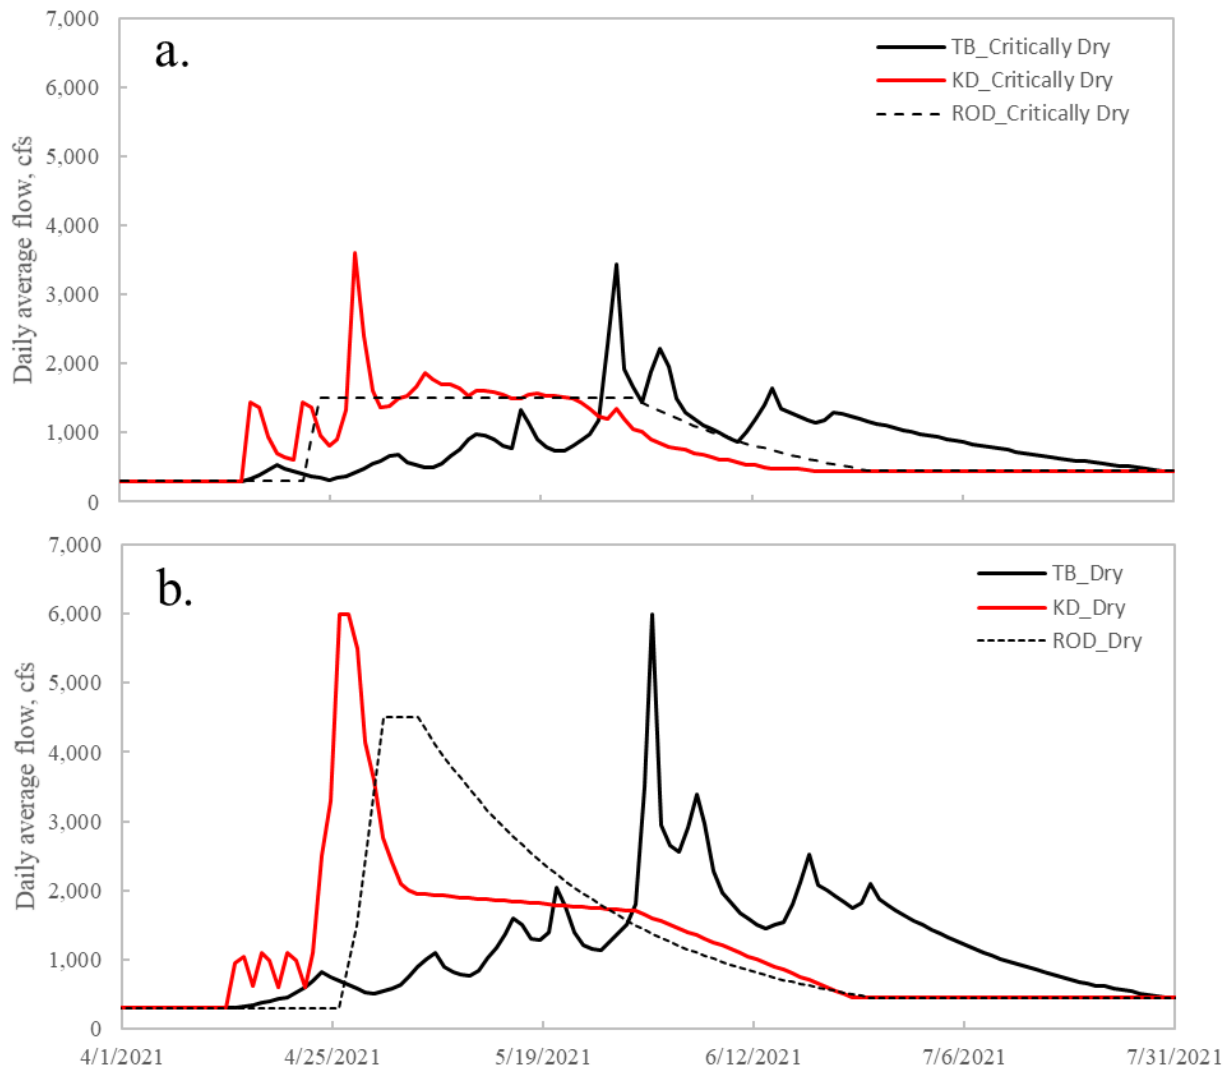 7,000
a.
TB_Critically Dry
6,000
KD_Critically Dry
ROD_Critically Dry
5,000
4,000
3,000
2,000
1,000
0
Daily average flow, cfs
7,000
b.
TB_Dry
6,000
KD_Dry
ROD_Dry
5,000
4,000
3,000
2,000
1,000
0
Daily average flow, cfs
4/1/2021 4/25/2021 5/19/2021 6/12/2021 7/6/2021 7/31/2021